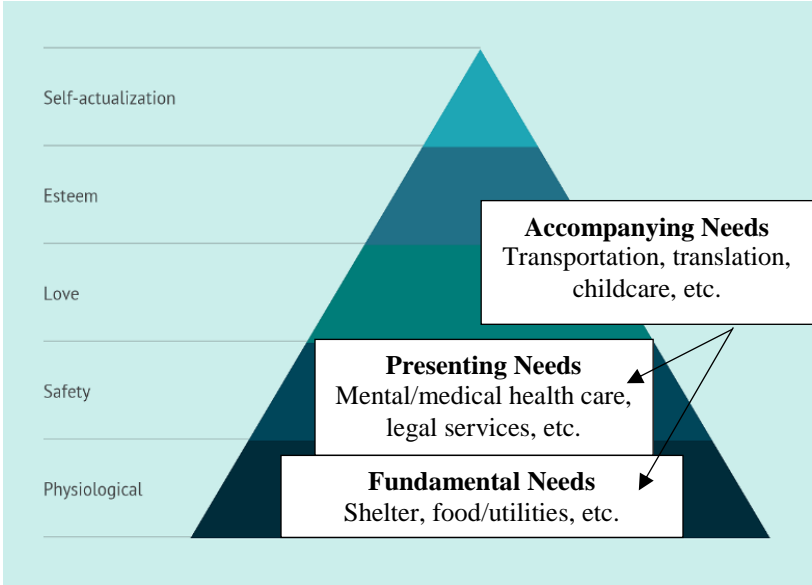 Self-actualization
Esteem
Accompanying Needs
Transportation, translation,
childcare, etc.
Love
Presenting Needs
Mental/medical health care,
legal services, etc.
Safety
Fundamental Needs
Shelter, food/utilities, etc.
Physiological